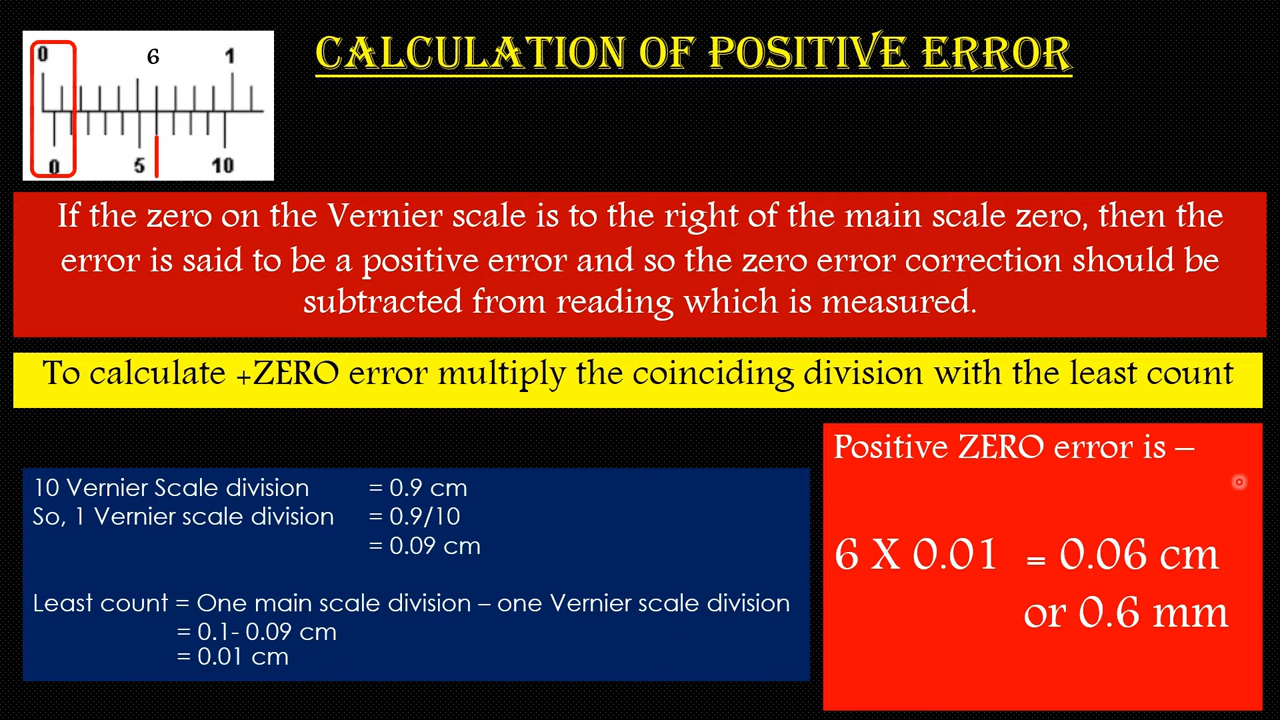 CALCULATION OF POSITIVE ERROR
0 6 1
0 5 10
If the zero on the Vernier scale is to the right of the main scale zero, then the
error is said to be a positive error and so the zero error correction should be
subtracted from reading which is measured.
To calculate +ZERO error multiply the coinciding division with the least count
10 Vernier Scale division = 0.9 cm
So, 1 Vernier scale division = 0.9/10
= 0.09 cm
Least count = One main scale division – one Vernier scale division
= 0.1- 0.09 cm
= 0.01 cm
Positive ZERO error is –
6 X 0.01 = 0.06 cm
or 0.6 mm